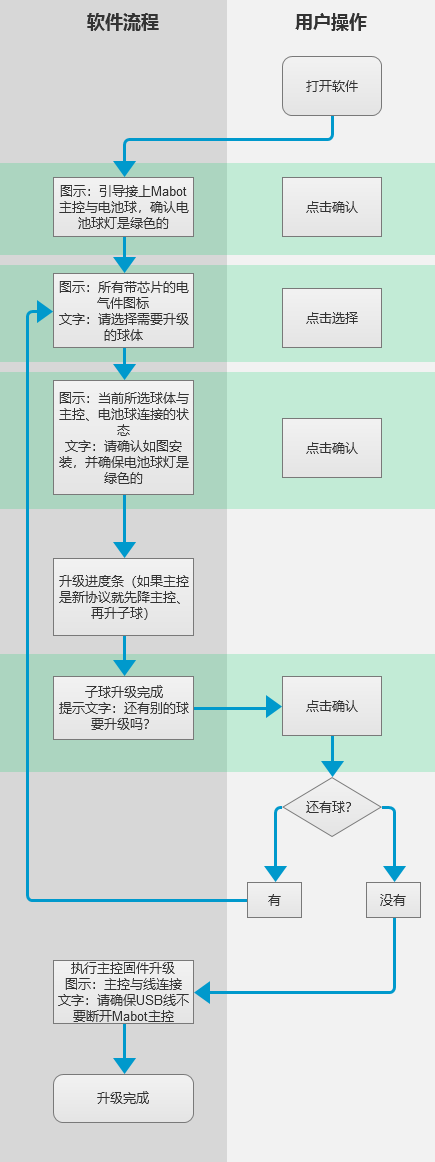 软件流程
用户操作
打开软件
图示：引导接上Mabot
主控与电池球，确认电
池球灯是绿色的
点击确认
图示：所有带芯片的电
气件图标
文字：请选择需要升级
的球体
点击选择
图示：当前所选球体与
主控、电池球连接的状
态
文字：请确认如图安
装，并确保电池球灯是
绿色的
点击确认
升级进度条（如果主控
是新协议就先降主控、
再升子球）
子球升级完成
提示文字：还有别的球
要升级吗？
点击确认
还有球？
有
没有
执行主控固件升级
图示：主控与线连接
文字：请确保USB线不
要断开Mabot主控
升级完成